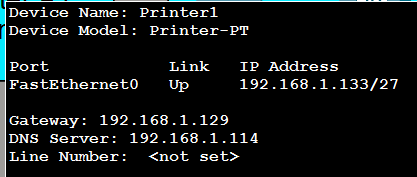 Device Name: Printer1
Device Model: Printer-PT
Port Link IP Address
FastEthernet0 Up 192.168.1.133/27
Gateway: 192.168.1.129
DNS Server: 192.168.1.114
Line Number: <not set>